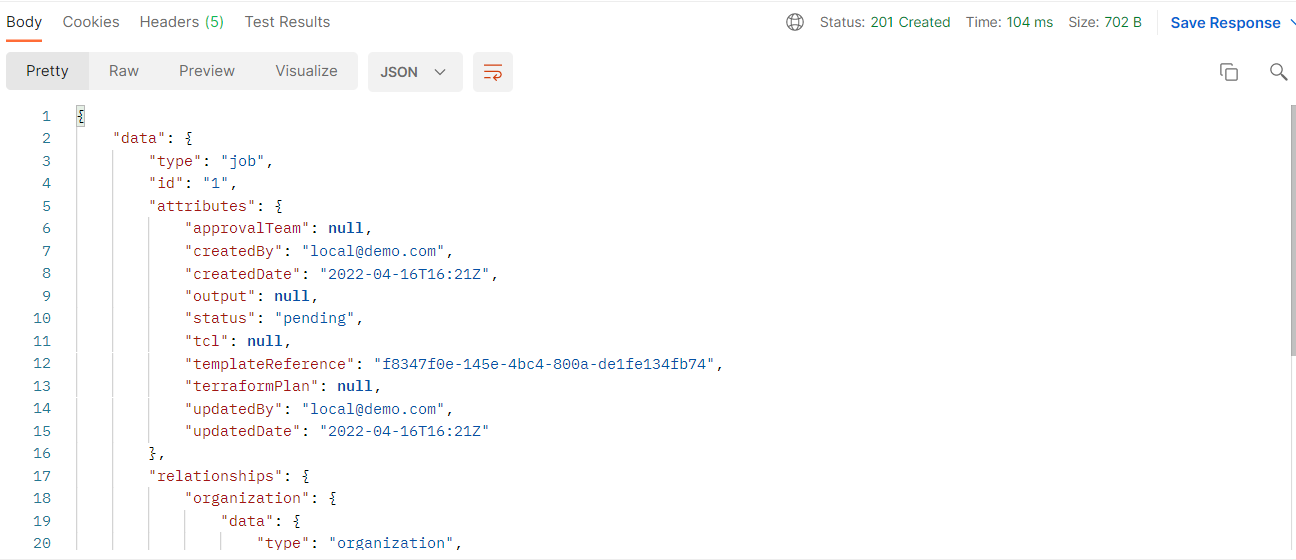 Body Cookies Headers (5) Test Results Status: 201 Created Time: 104 ms Size: 702 B Save Response
Pretty Raw Preview Visualize JSON
1 {
2 "data": {
3 "type": "job",
4 "id": "1",
5 "attributes": {
6 "approvalTeam": null,
7 "createdBy": "local@demo.com",
8 "createdDate": "2022-04-16T16:21Z",
9 "output": null,
10 "status": "pending",
11 "tcl": null,
12 "templateReference": "f8347f0e-145e-4bc4-800a-de1fe134fb74",
13 "terraformPlan": null,
14 "updatedBy": "local@demo.com",
15 "updatedDate": "2022-04-16T16:21Z"
16 },
17 "relationships": {
18 "organization": {
19 "data": {
20 "type": "organization",